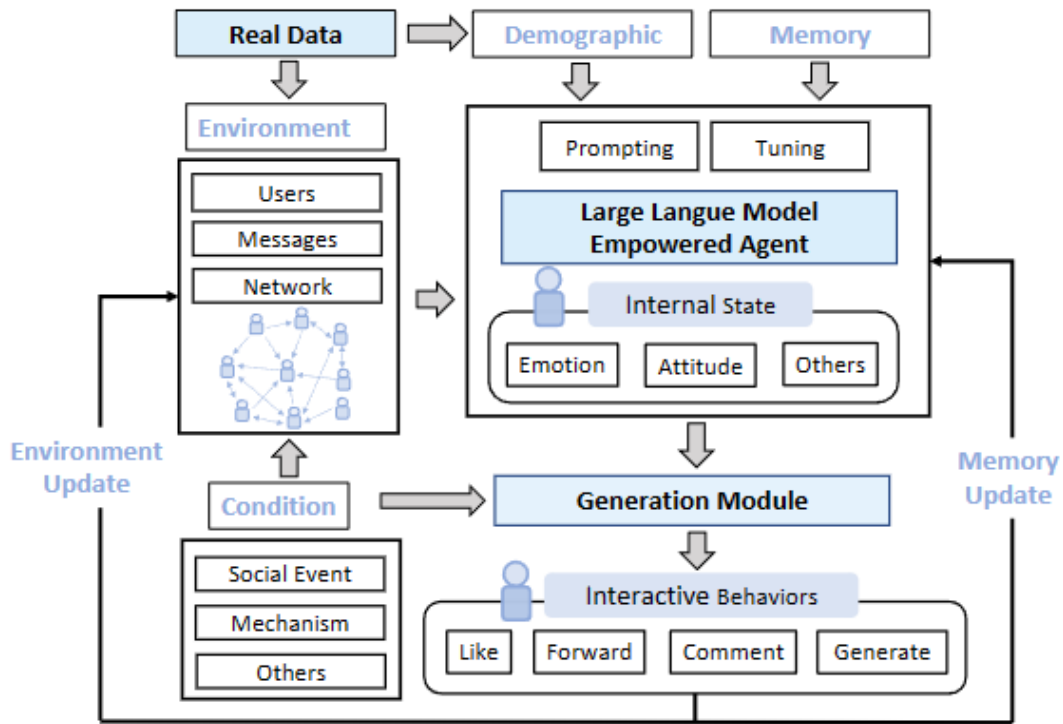 Real Data
Demographic
Memory
Environment
Prompting
Tuning
Users
Messages
Network
Large Langue Model
Empowered Agent
Internal State
Emotion
Attitude
Others
Environment
Update
Memory
Update
Condition
Generation Module
Social Event
Mechanism
Others
Interactive Behaviors
Like
Forward
Comment
Generate